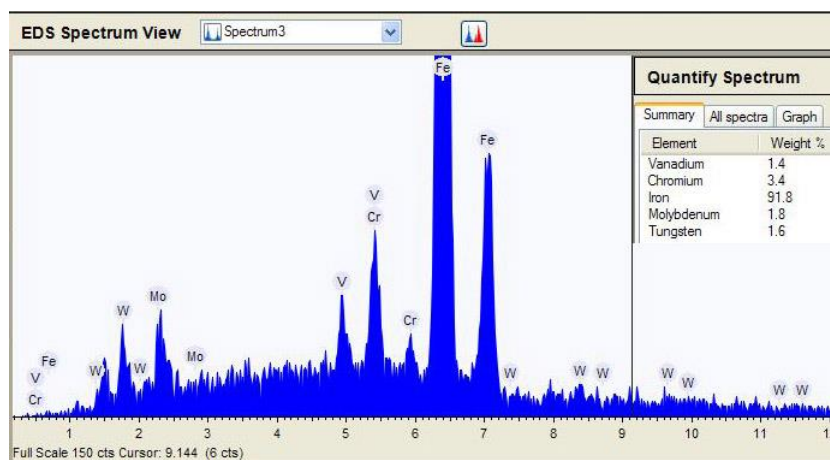 EDS Spectrum View
Spectrum3
Fe
Fe
V
Cr
V
Cr
Mo
W
W
W
Mo
Fe
V
Cr
W
W
W
W
W
W
W
1 2 3 4 5 6 7 8 9 10 11
Full Scale 150 cts Cursor: 9.144 (6 cts)
Quantify Spectrum
Summary All spectra Graph
Element Weight %
Vanadium 1.4
Chromium 3.4
Iron 91.8
Molybdenum 1.8
Tungsten 1.6